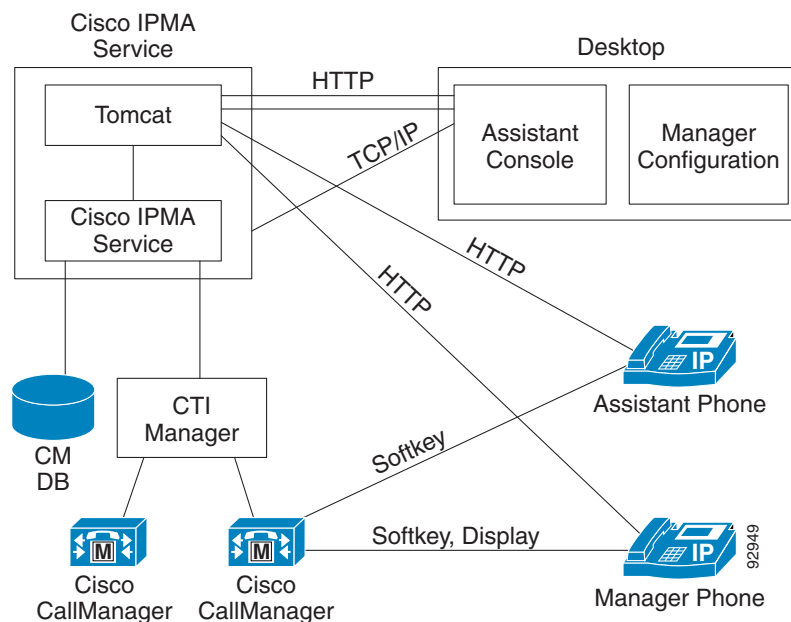 Cisco IPMA
Service
Desktop
HTTP
Tomcat
Assistant
Console
Manager
Configuration
TCP/IP
Cisco IPMA
Service
HTTP
HTTP
IP
Assistant Phone
CTI
Manager
CM
DB
Softkey
M
Cisco
CallManager
M
Cisco
CallManager
Softkey, Display
IP
Manager Phone
92949